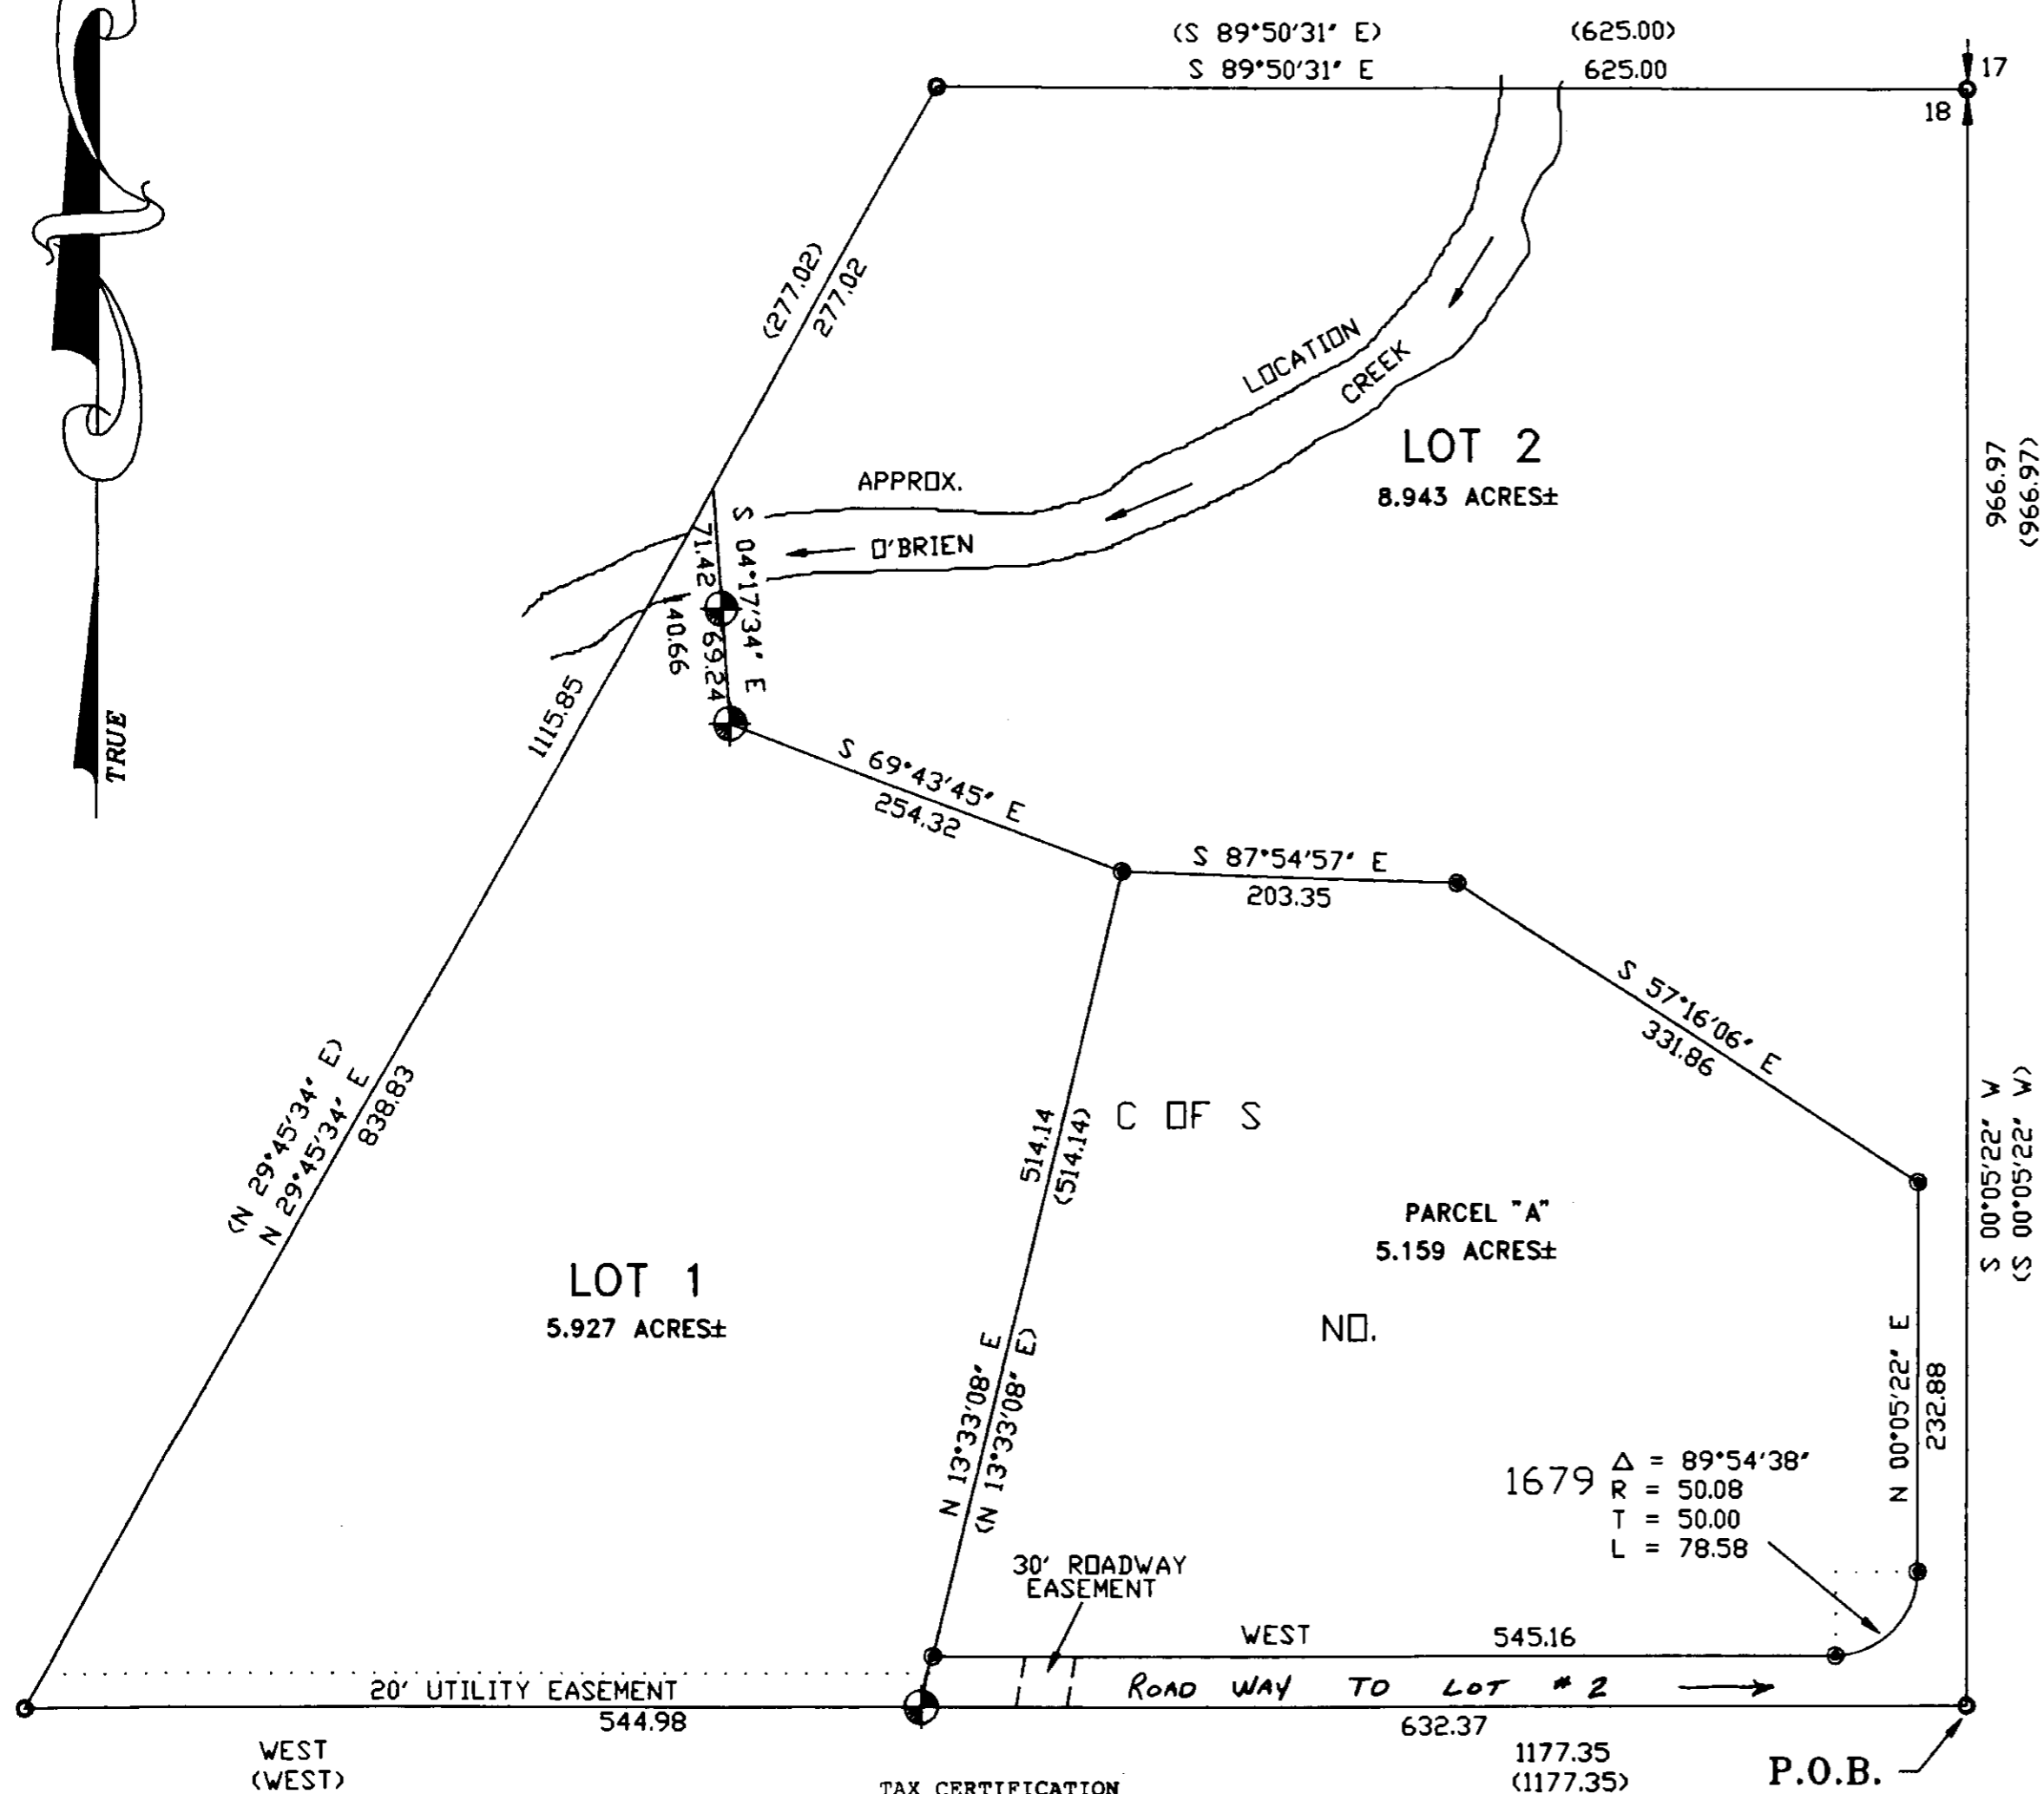 (S 89°50'31" E) (625.00)
S 89°50'31" E 625.00
17
18
(277.02)
277.02
LOCATION
CREEK
LOT 2
8.943 ACRES±
966.97
(966.97)
APPROX.
O'BRIEN
S 04°17'34" E
71.42
69.24
140.66
TRUE
1115.85
S 69°43'45" E
254.32
S 87°54'57" E
203.35
S 57°16'06" E
331.86
(N 29°45'34" E)
N 29°45'34" E
838.83
514.14
(514.14)
C OF S
S 00°05'22" W
(S 00°05'22" W)
PARCEL "A"
5.159 ACRES±
LOT 1
5.927 ACRES±
NO.
N 13°33'08" E
(N 13°33'08" E)
N 00°05'22" E
232.88
1679
Δ = 89°54'38"
R = 50.08
T = 50.00
L = 78.58
30' ROADWAY
EASEMENT
WEST 545.16
20' UTILITY EASEMENT
ROAD WAY TO LOT # 2
544.98
632.37
WEST
(WEST)
1177.35
(1177.35)
P.O.B.
TAX CERTIFICATION